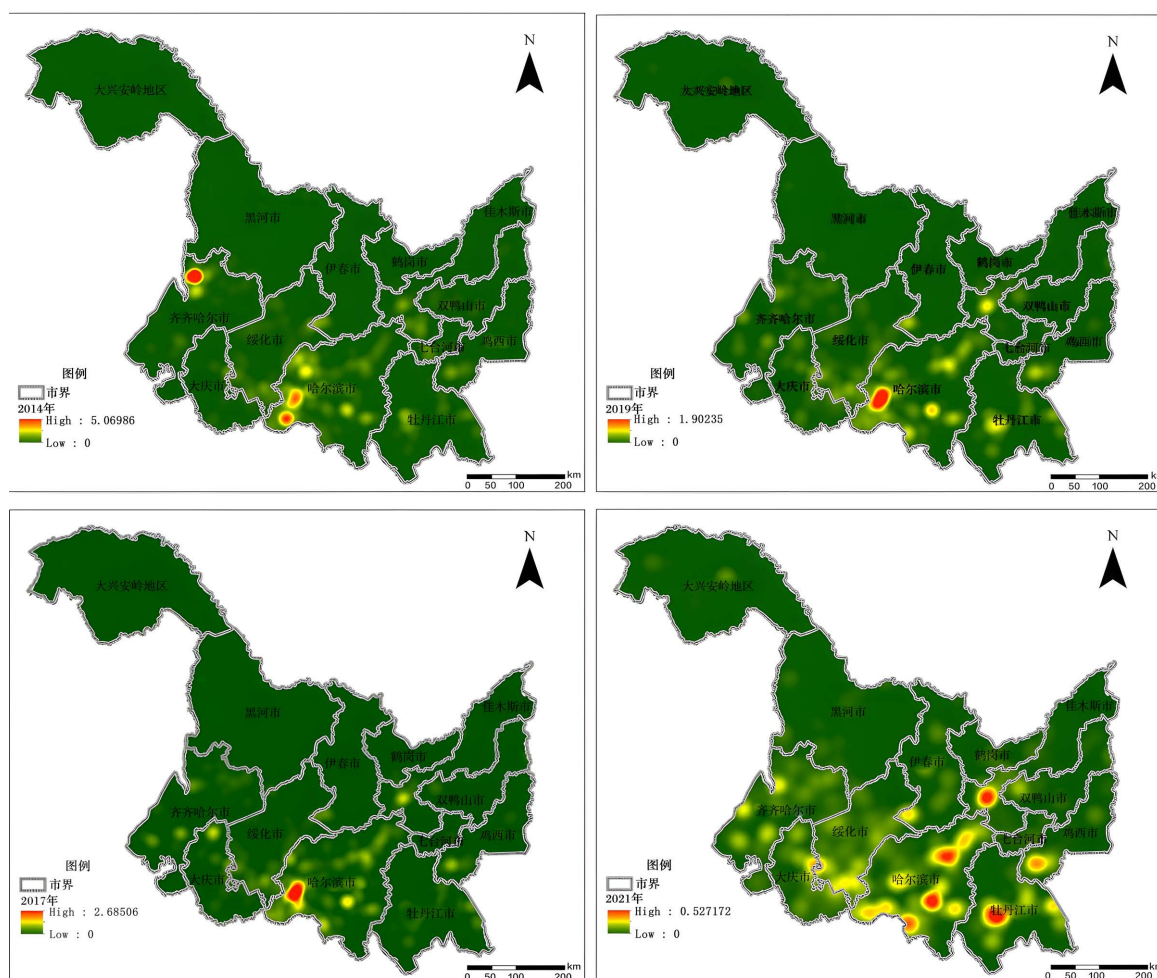 N
大兴安岭地区
黑河市
佳木斯市
伊春市
鹤岗市
双鸭山市
齐齐哈尔市
绥化市
七台河市
鸡西市
大庆市
哈尔滨市
牡丹江市
图例
市界
2014年
High : 5.06986
Low : 0
km
0 50 100 200
N
大兴安岭地区
黑河市
佳木斯市
伊春市
鹤岗市
双鸭山市
齐齐哈尔市
绥化市
七台河市
鸡西市
大庆市
哈尔滨市
牡丹江市
图例
市界
2019年
High : 1.90235
Low : 0
0 50 100 200
N
大兴安岭地区
黑河市
佳木斯市
伊春市
鹤岗市
双鸭山市
齐齐哈尔市
绥化市
七台河市
鸡西市
大庆市
哈尔滨市
牡丹江市
图例
市界
2017年
High : 2.68506
Low : 0
km
0 50 100 200
N
大兴安岭地区
黑河市
佳木斯市
伊春市
鹤岗市
双鸭山市
齐齐哈尔市
绥化市
七台河市
鸡西市
大庆市
哈尔滨市
牡丹江市
图例
市界
2021年
High : 0.527172
Low : 0
0 50 100 200